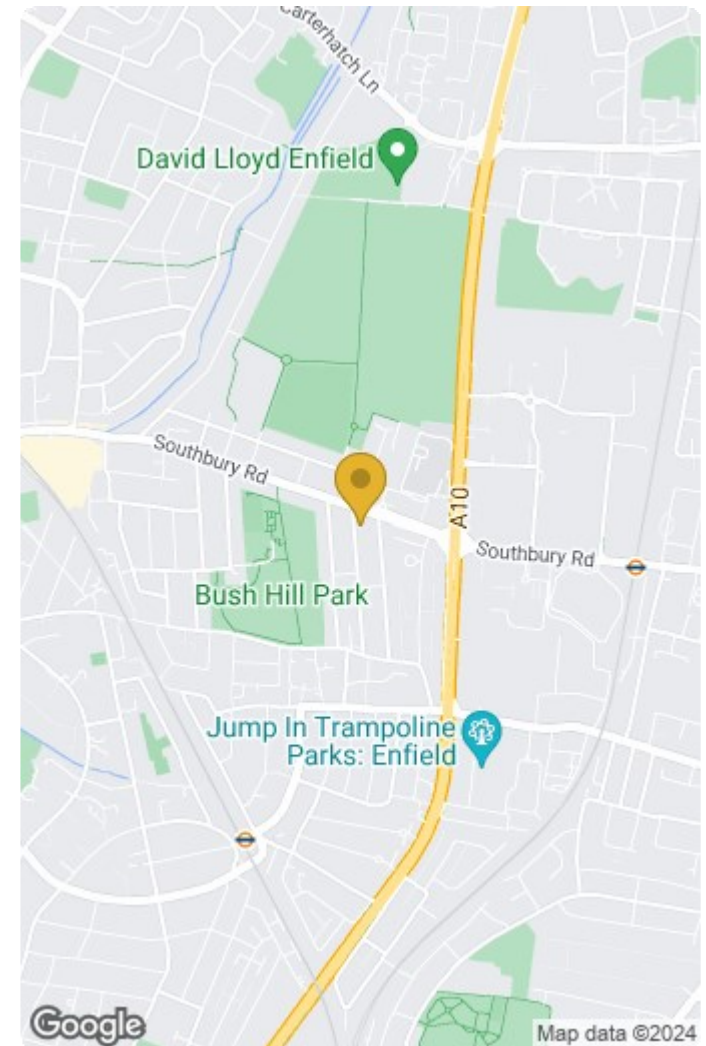 Carterhatch Ln
David Lloyd Enfield
Southbury Rd
A10
Southbury Rd
Bush Hill Park
Jump In Trampoline
Parks: Enfield
Google
Map data ©2024